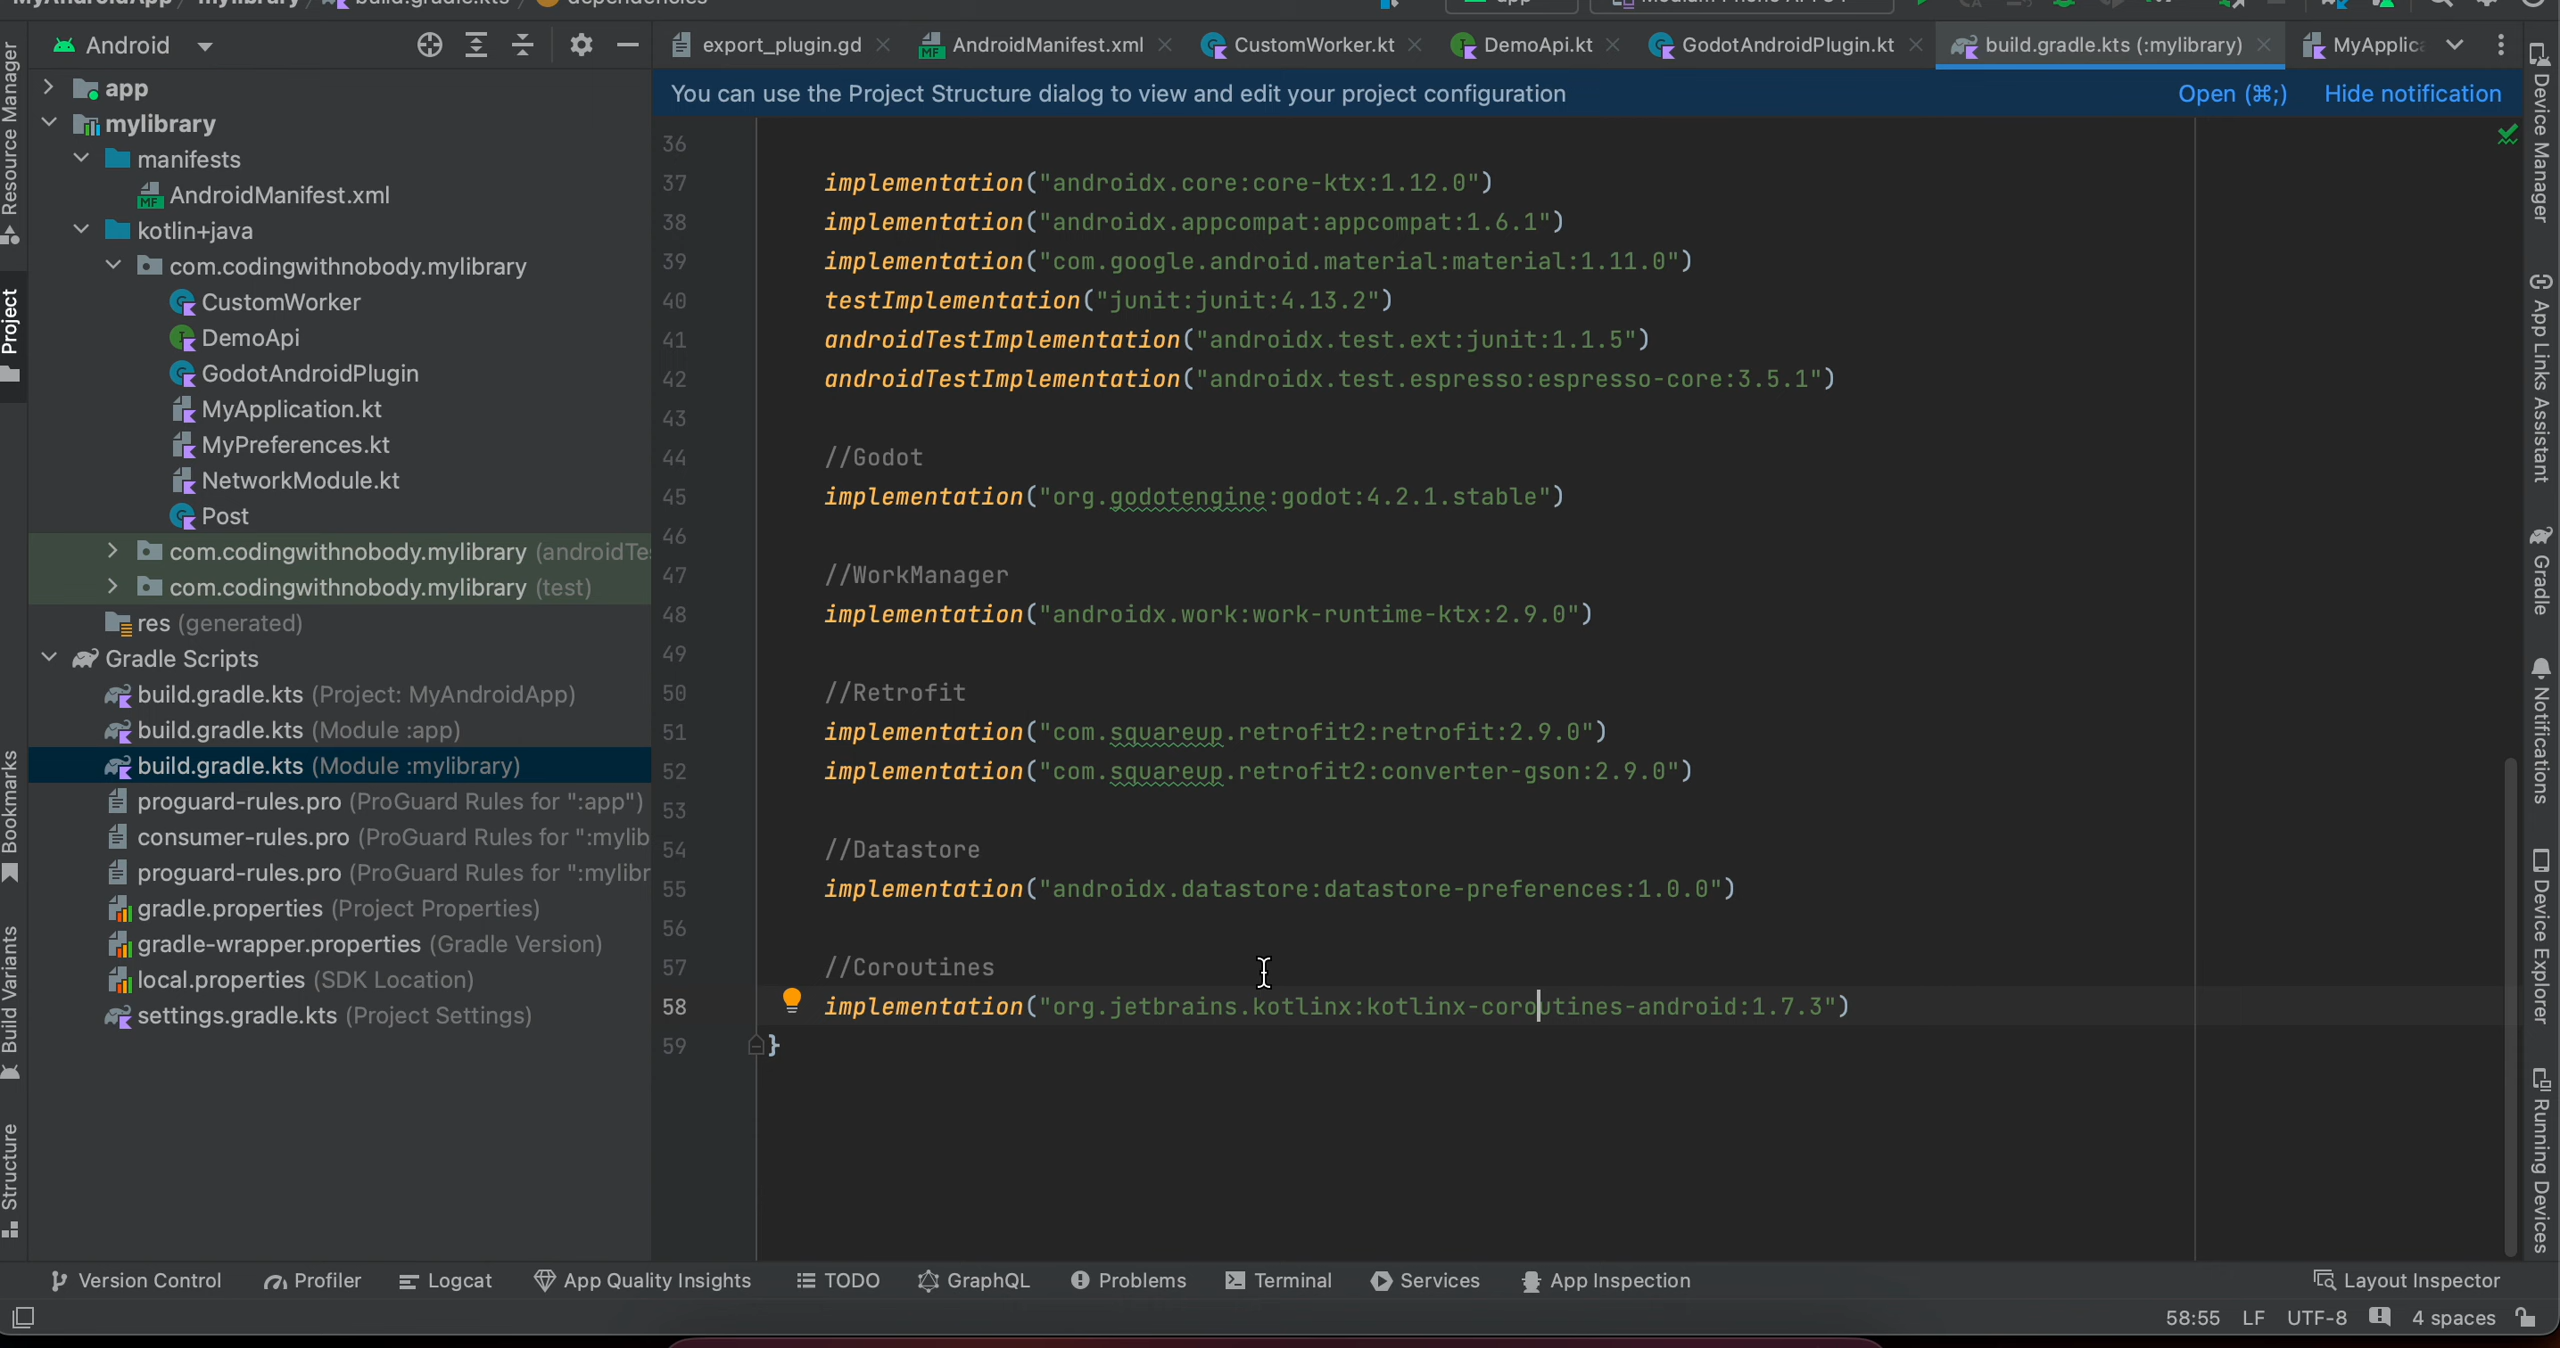 MyAndroidApp mylibrary build.gradle.kts dependencies
app
Android
export_plugin.gd
AndroidManifest.xml
CustomWorker.kt
DemoApi.kt
GodotAndroidPlugin.kt
build.gradle.kts (:mylibrary)
MyApplic
You can use the Project Structure dialog to view and edit your project configuration
Open (⌘;)
Hide notification
Resource Manager
Project
Bookmarks
Build Variants
Structure
app
mylibrary
manifests
AndroidManifest.xml
kotlin+java
com.codingwithnobody.mylibrary
CustomWorker
DemoApi
GodotAndroidPlugin
MyApplication.kt
MyPreferences.kt
NetworkModule.kt
Post
com.codingwithnobody.mylibrary (androidTes
com.codingwithnobody.mylibrary (test)
res (generated)
Gradle Scripts
build.gradle.kts (Project: MyAndroidApp)
build.gradle.kts (Module :app)
build.gradle.kts (Module :mylibrary)
proguard-rules.pro (ProGuard Rules for ":app")
consumer-rules.pro (ProGuard Rules for ":mylib
proguard-rules.pro (ProGuard Rules for ":mylibr
gradle.properties (Project Properties)
gradle-wrapper.properties (Gradle Version)
local.properties (SDK Location)
settings.gradle.kts (Project Settings)
36
37 implementation("androidx.core:core-ktx:1.12.0")
38 implementation("androidx.appcompat:appcompat:1.6.1")
39 implementation("com.google.android.material:material:1.11.0")
40 testImplementation("junit:junit:4.13.2")
41 androidTestImplementation("androidx.test.ext:junit:1.1.5")
42 androidTestImplementation("androidx.test.espresso:espresso-core:3.5.1")
43
44 //Godot
45 implementation("org.godotengine:godot:4.2.1.stable")
46
47 //WorkManager
48 implementation("androidx.work:work-runtime-ktx:2.9.0")
49
50 //Retrofit
51 implementation("com.squareup.retrofit2:retrofit:2.9.0")
52 implementation("com.squareup.retrofit2:converter-gson:2.9.0")
53
54 //Datastore
55 implementation("androidx.datastore:datastore-preferences:1.0.0")
56
57 //Coroutines
58 implementation("org.jetbrains.kotlinx:kotlinx-coroutines-android:1.7.3")
59 }
Device Manager
App Links Assistant
Gradle
Notifications
Device Explorer
Running Devices
Version Control
Profiler
Logcat
App Quality Insights
TODO
GraphQL
Problems
Terminal
Services
App Inspection
Layout Inspector
58:55 LF UTF-8 4 spaces